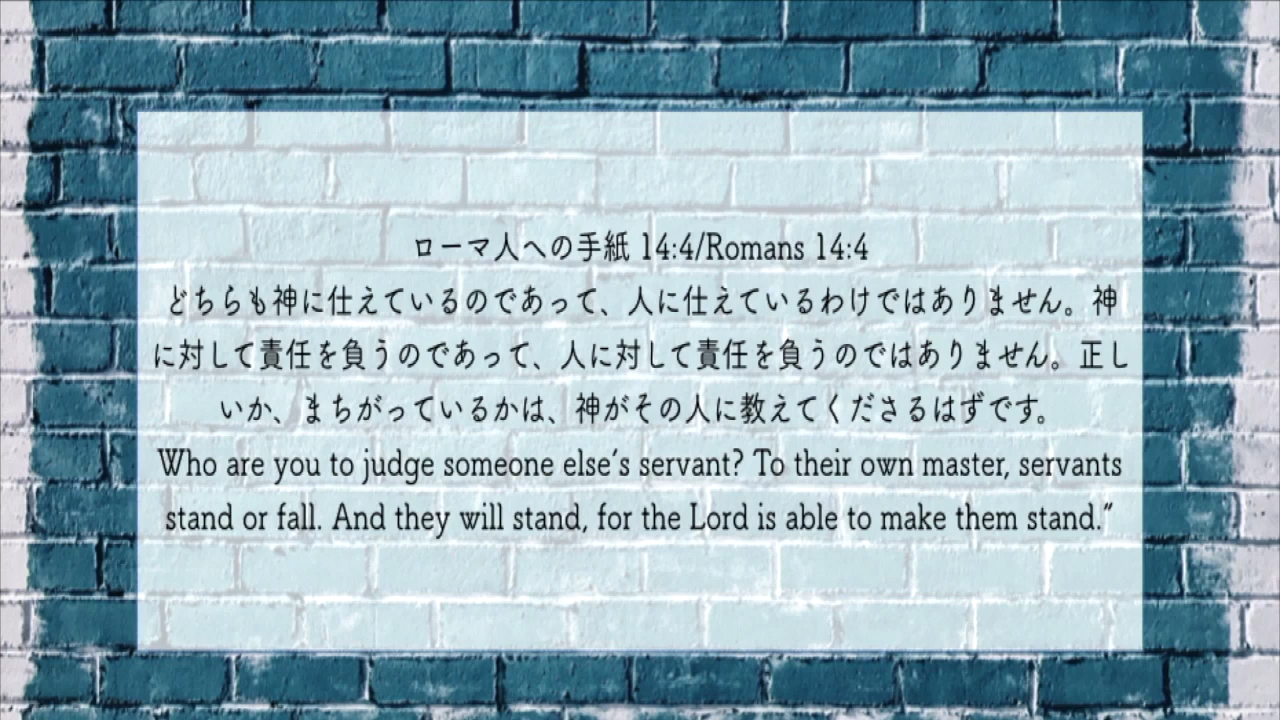 ローマ人への手紙 14:4/Romans 14:4
どちらも神に仕えているのであって、人に仕えているわけではありません。神
に対して責任を負うのであって、人に対して責任を負うのではありません。正し
いか、まちがっているかは、神がその人に教えてくださるはずです。
Who are you to judge someone else’s servant? To their own master, servants
stand or fall. And they will stand, for the Lord is able to make them stand.”